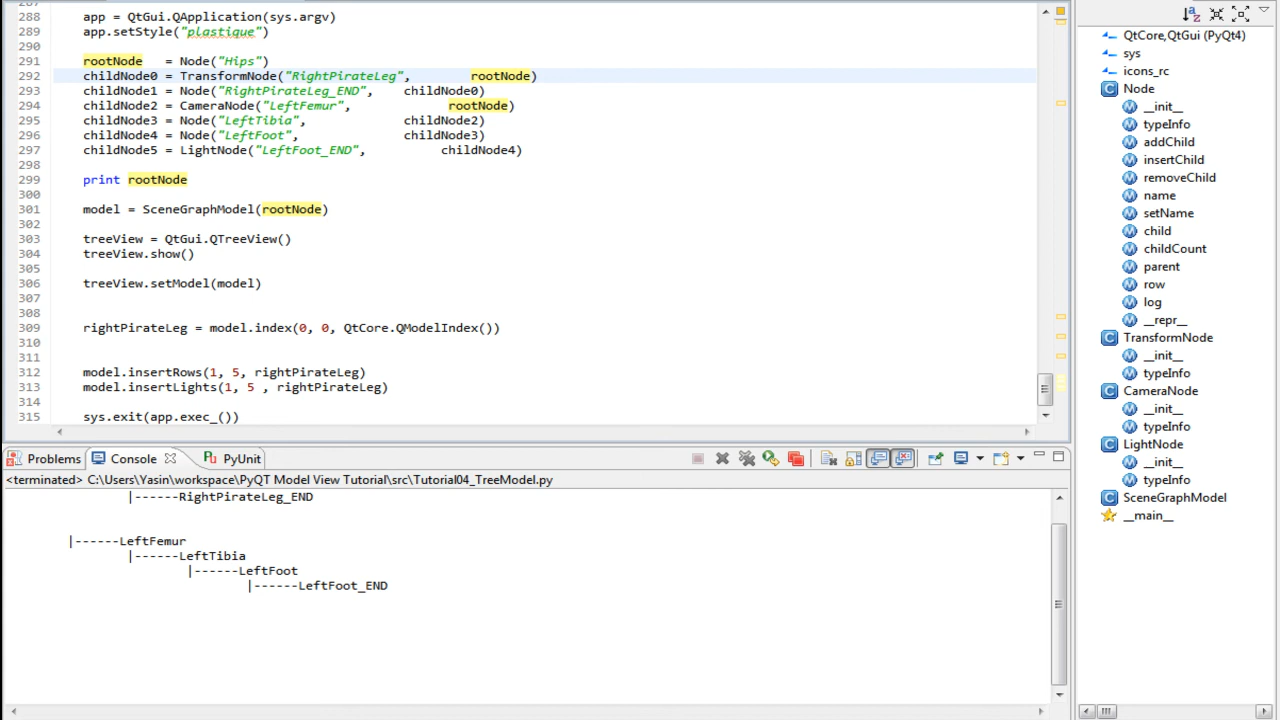 287
288 app = QtGui.QApplication(sys.argv)
289 app.setStyle("plastique")
290
291 rootNode   = Node("Hips")
292 childNode0 = TransformNode("RightPirateLeg",        rootNode)
293 childNode1 = Node("RightPirateLeg_END",    childNode0)
294 childNode2 = CameraNode("LeftFemur",             rootNode)
295 childNode3 = Node("LeftTibia",             childNode2)
296 childNode4 = Node("LeftFoot",              childNode3)
297 childNode5 = LightNode("LeftFoot_END",          childNode4)
298
299 print rootNode
300
301 model = SceneGraphModel(rootNode)
302
303 treeView = QtGui.QTreeView()
304 treeView.show()
305
306 treeView.setModel(model)
307
308
309 rightPirateLeg = model.index(0, 0, QtCore.QModelIndex())
310
311
312 model.insertRows(1, 5, rightPirateLeg)
313 model.insertLights(1, 5 , rightPirateLeg)
314
315 sys.exit(app.exec_())
Problems Console PyUnit
<terminated> C:\Users\Yasin\workspace\PyQT Model View Tutorial\src\Tutorial04_TreeModel.py
|------RightPirateLeg_END
|------LeftFemur
|------LeftTibia
|------LeftFoot
|------LeftFoot_END
QtCore,QtGui (PyQt4)
sys
icons_rc
Node
__init__
typeInfo
addChild
insertChild
removeChild
name
setName
child
childCount
parent
row
log
__repr__
TransformNode
__init__
typeInfo
CameraNode
__init__
typeInfo
LightNode
__init__
typeInfo
SceneGraphModel
__main__